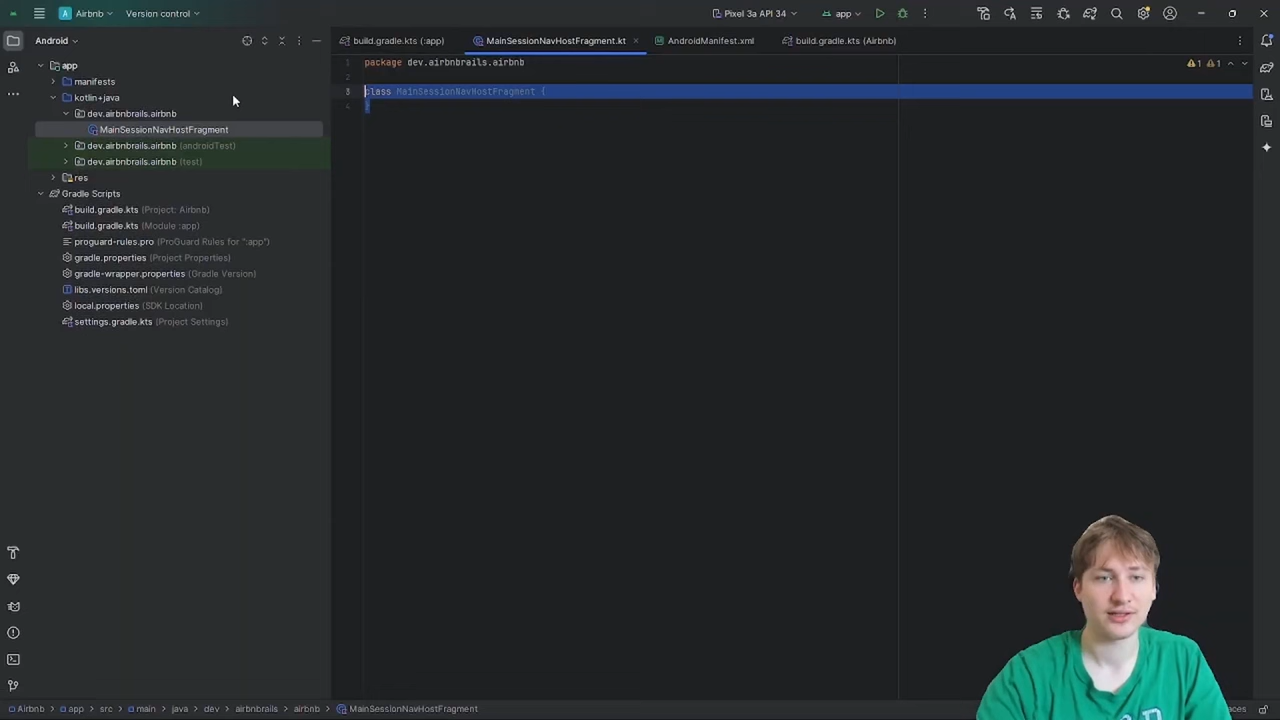 A Airbnb Version control Pixel 3a API 34 app
Android build.gradle.kts (:app) MainSessionNavHostFragment.kt AndroidManifest.xml build.gradle.kts (Airbnb)
app
manifests
kotlin+java
dev.airbnbrails.airbnb
MainSessionNavHostFragment
dev.airbnbrails.airbnb (androidTest)
dev.airbnbrails.airbnb (test)
res
Gradle Scripts
build.gradle.kts (Project: Airbnb)
build.gradle.kts (Module :app)
proguard-rules.pro (ProGuard Rules for ":app")
gradle.properties (Project Properties)
gradle-wrapper.properties (Gradle Version)
libs.versions.toml (Version Catalog)
local.properties (SDK Location)
settings.gradle.kts (Project Settings)
1 package dev.airbnbrails.airbnb 1 1
2
3 class MainSessionNavHostFragment {
4 }
Airbnb app src main java dev airbnbrails airbnb MainSessionNavHostFragment